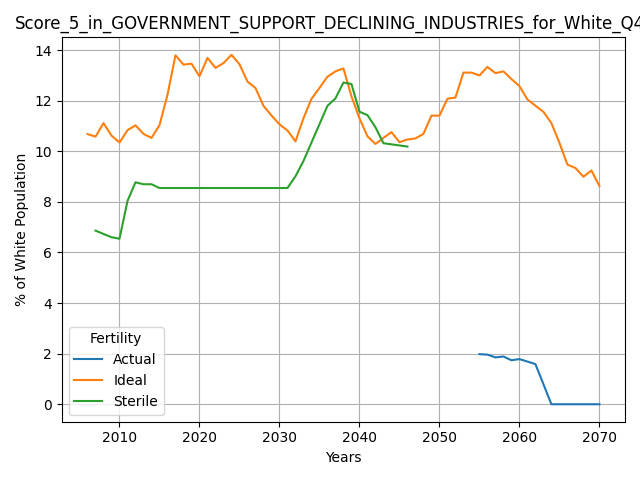 Score_5_in_GOVERNMENT_SUPPORT_DECLINING_INDUSTRIES_for_White_Q4
14
12
10
8
6
4
2
0
% of White Population
Fertility
Actual
Ideal
Sterile
2010 2020 2030 2040 2050 2060 2070
Years